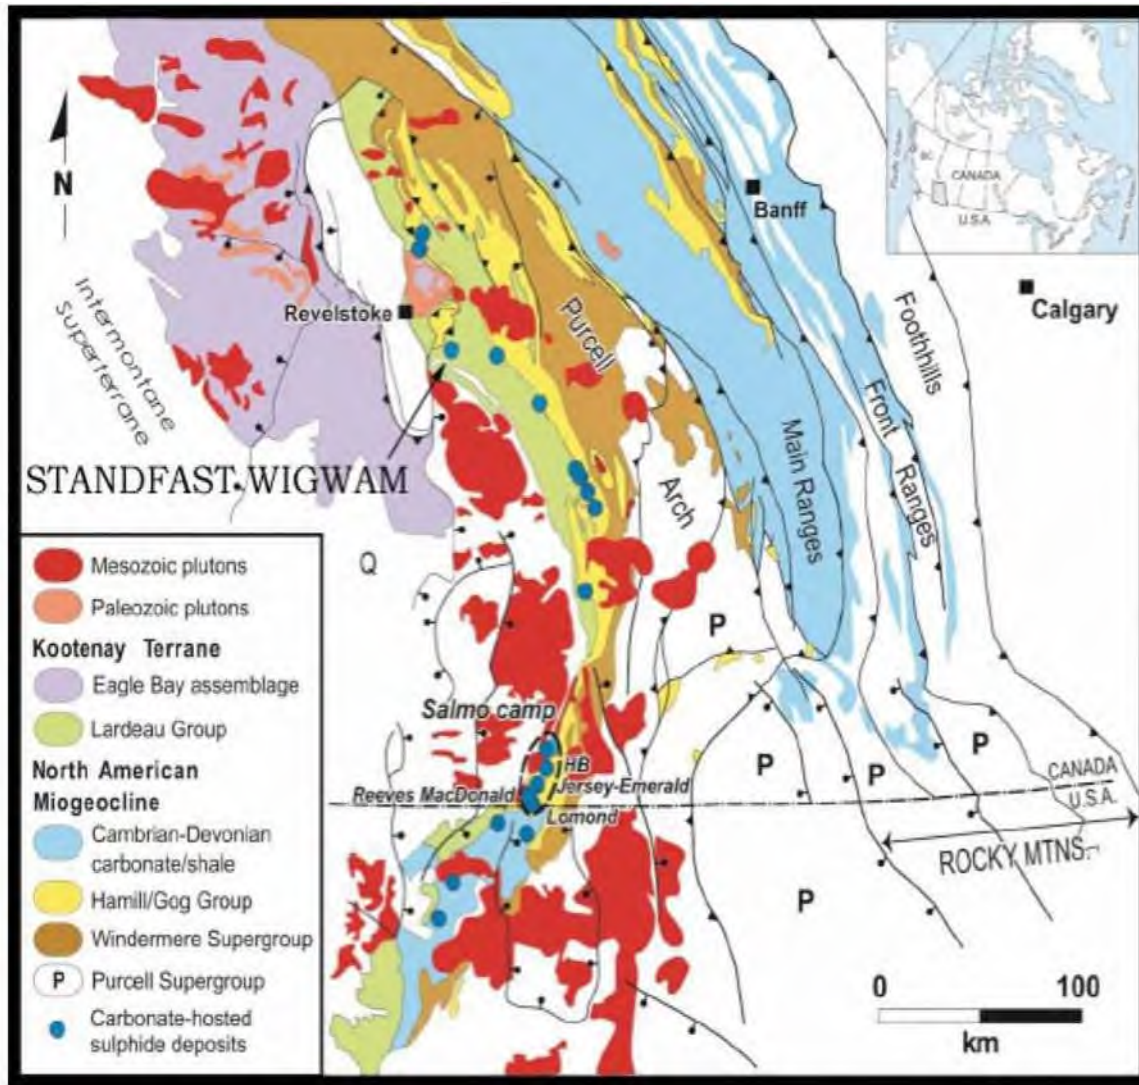 N
Banff
Calgary
Revelstoke
Intermontane
Superterrane
Purcell
Arch
Foothhills
Front
Ranges
Main Ranges
STANDFAST-WIGWAM
Q
P
P
P
P
P
Salmo camp
HB
Jersey-Emerald
Reeves MacDonald
Lomond
CANADA
U.S.A.
ROCKY MTNS.
BC
CANADA
U.S.A
Mesozoic plutons
Paleozoic plutons
Kootenay Terrane
Eagle Bay assemblage
Lardeau Group
North American
Miogeocline
Cambrian-Devonian
carbonate/shale
Hamill/Gog Group
Windermere Supergroup
P Purcell Supergroup
Carbonate-hosted
sulphide deposits
0 100
km